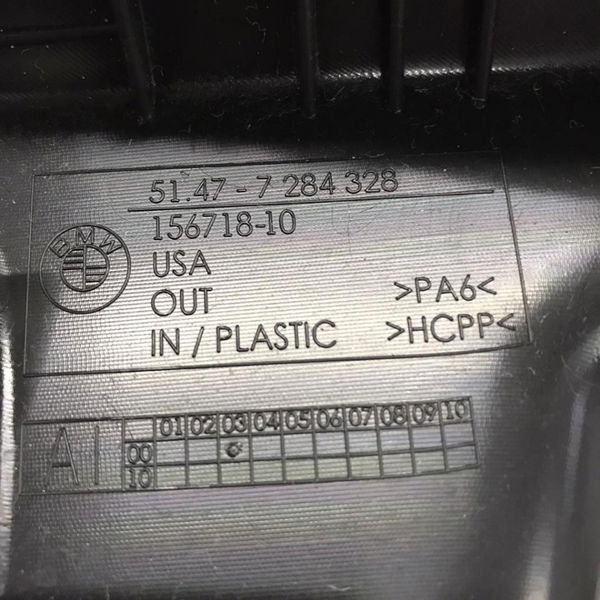 51.47 - 7 284 328
156718-10
BMW
USA
OUT >PA6<
IN / PLASTIC >HCPP<
AI 01 02 03 04 05 06 07 08 09 10
00
10